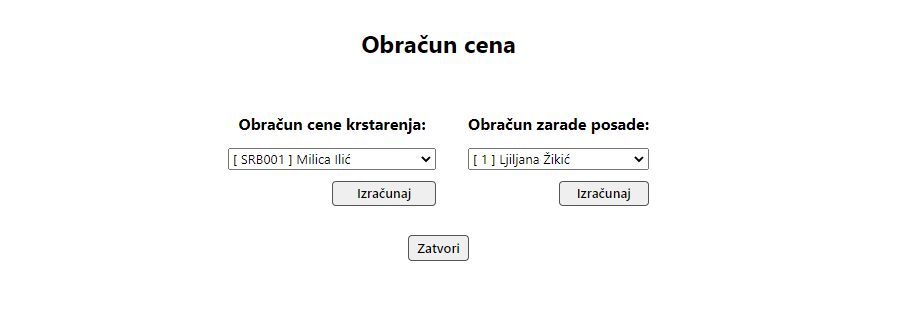 Obračun cena
Obračun cene krstarenja:
[ SRB001 ] Milica Ilić
Izračunaj
Obračun zarade posade:
[ 1 ] Ljiljana Žikić
Izračunaj
Zatvori